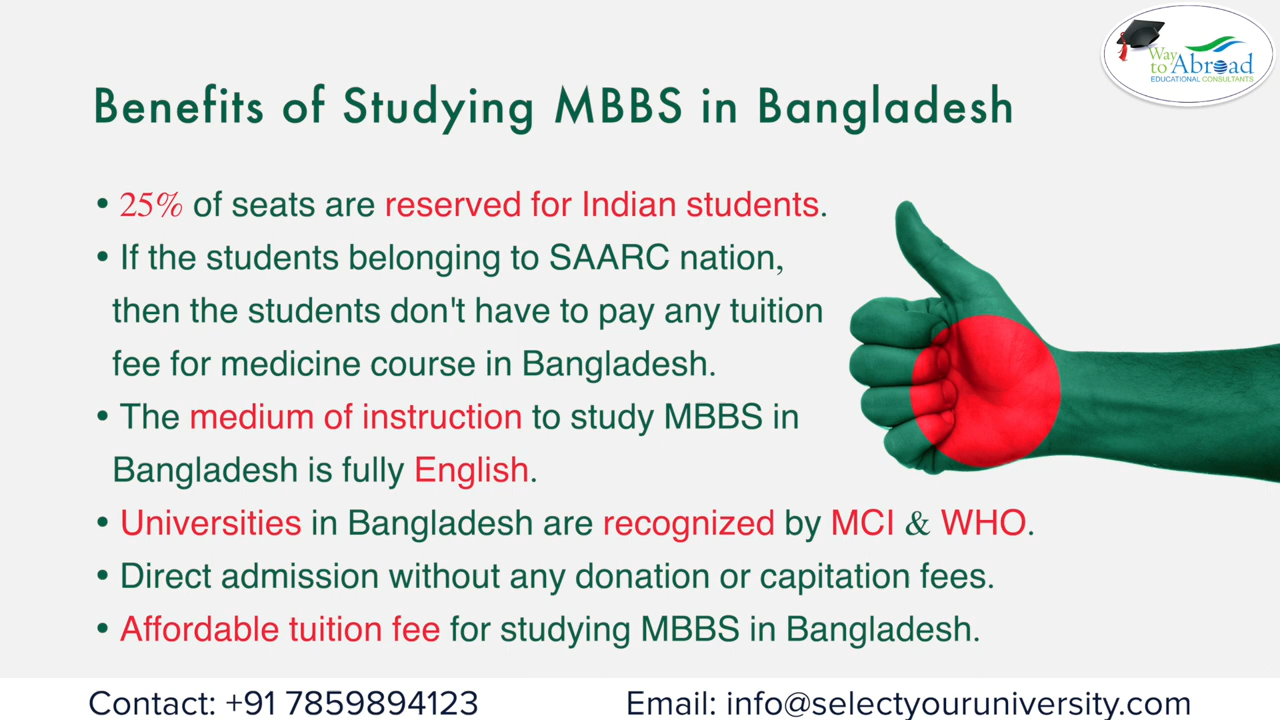 Way
to Abroad
EDUCATIONAL CONSULTANTS
Benefits of Studying MBBS in Bangladesh
• 25% of seats are reserved for Indian students.
• If the students belonging to SAARC nation,
then the students don't have to pay any tuition
fee for medicine course in Bangladesh.
• The medium of instruction to study MBBS in
Bangladesh is fully English.
• Universities in Bangladesh are recognized by MCI & WHO.
• Direct admission without any donation or capitation fees.
• Affordable tuition fee for studying MBBS in Bangladesh.
Contact: +91 7859894123 Email: info@selectyouruniversity.com